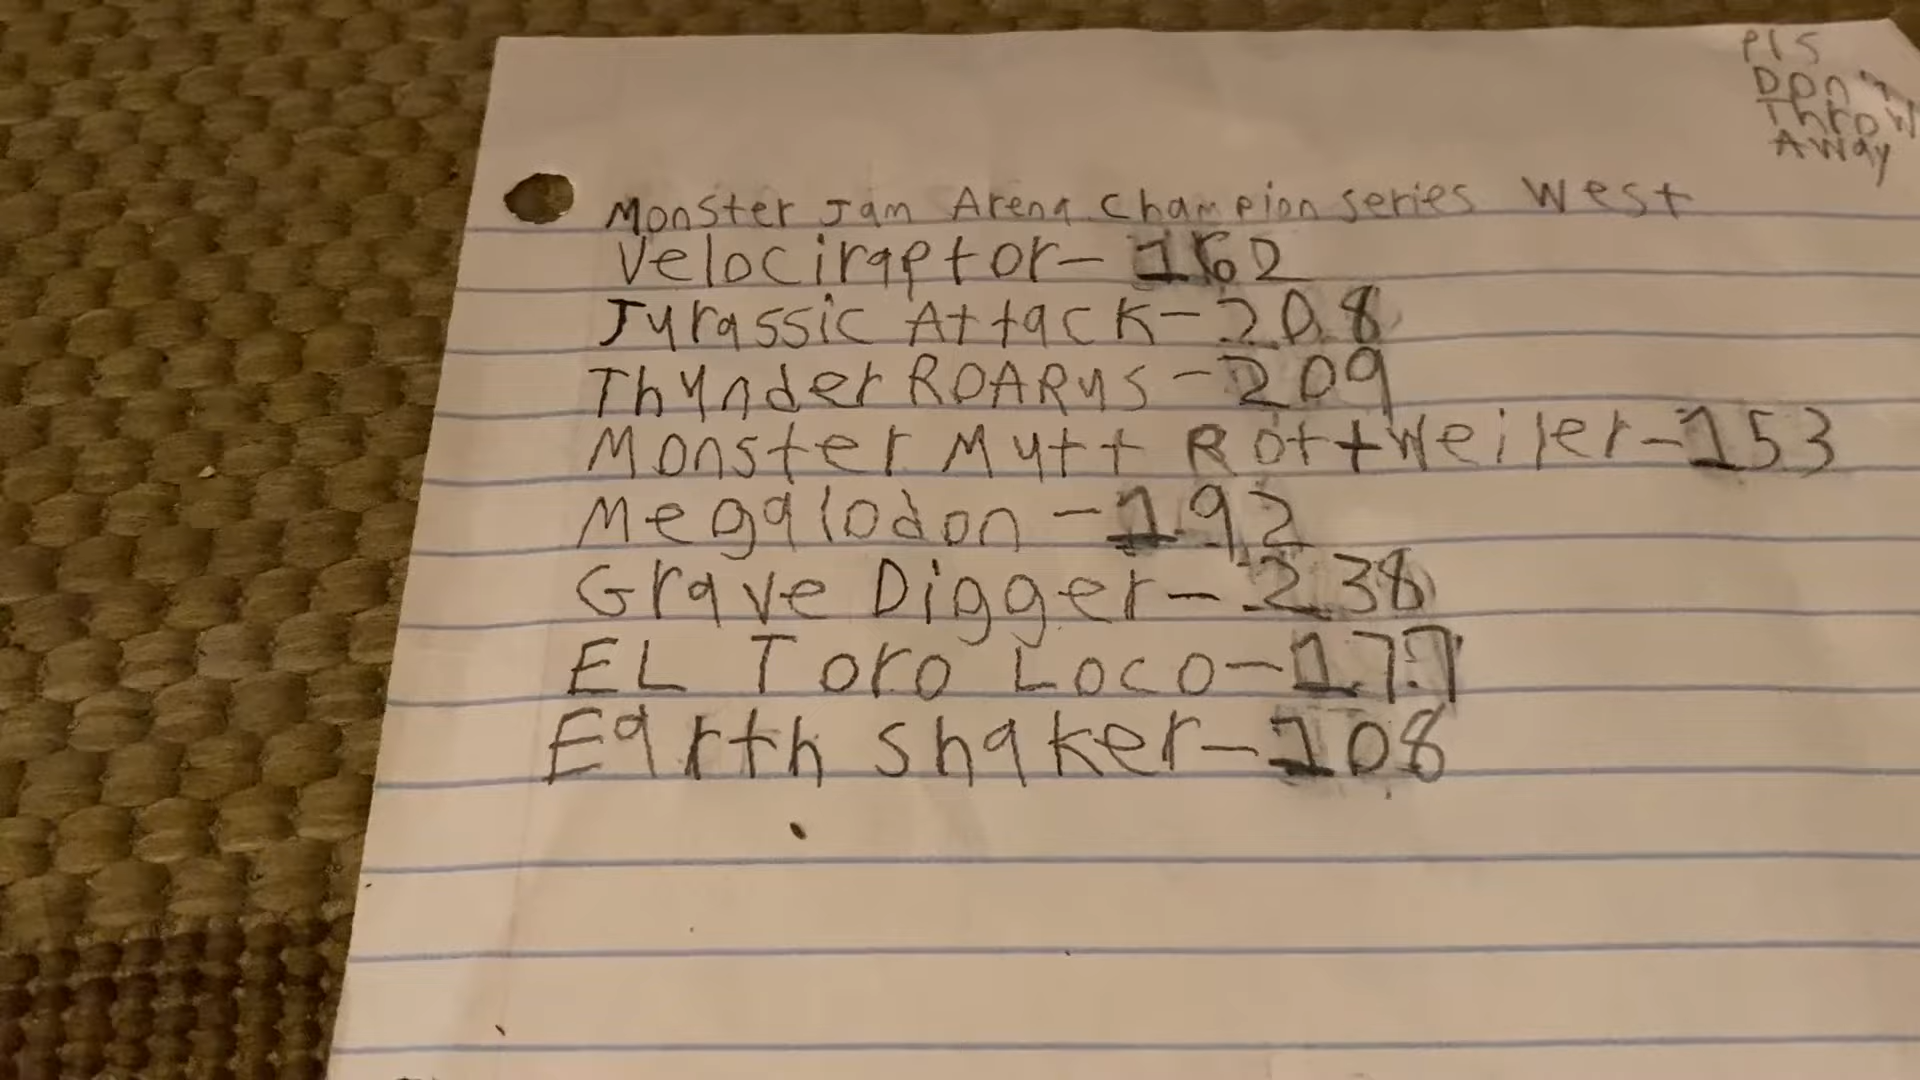 Pls
Don't
Throw
Away
Monster Jam Arena Champion series West
Velociraptor- 162
Jurassic Attack-208
Thunder ROARus -209
Monster Mutt Rottweiler-153
Megalodon -192
Grave Digger- 238
EL Toro Loco-177
Earth shaker-108